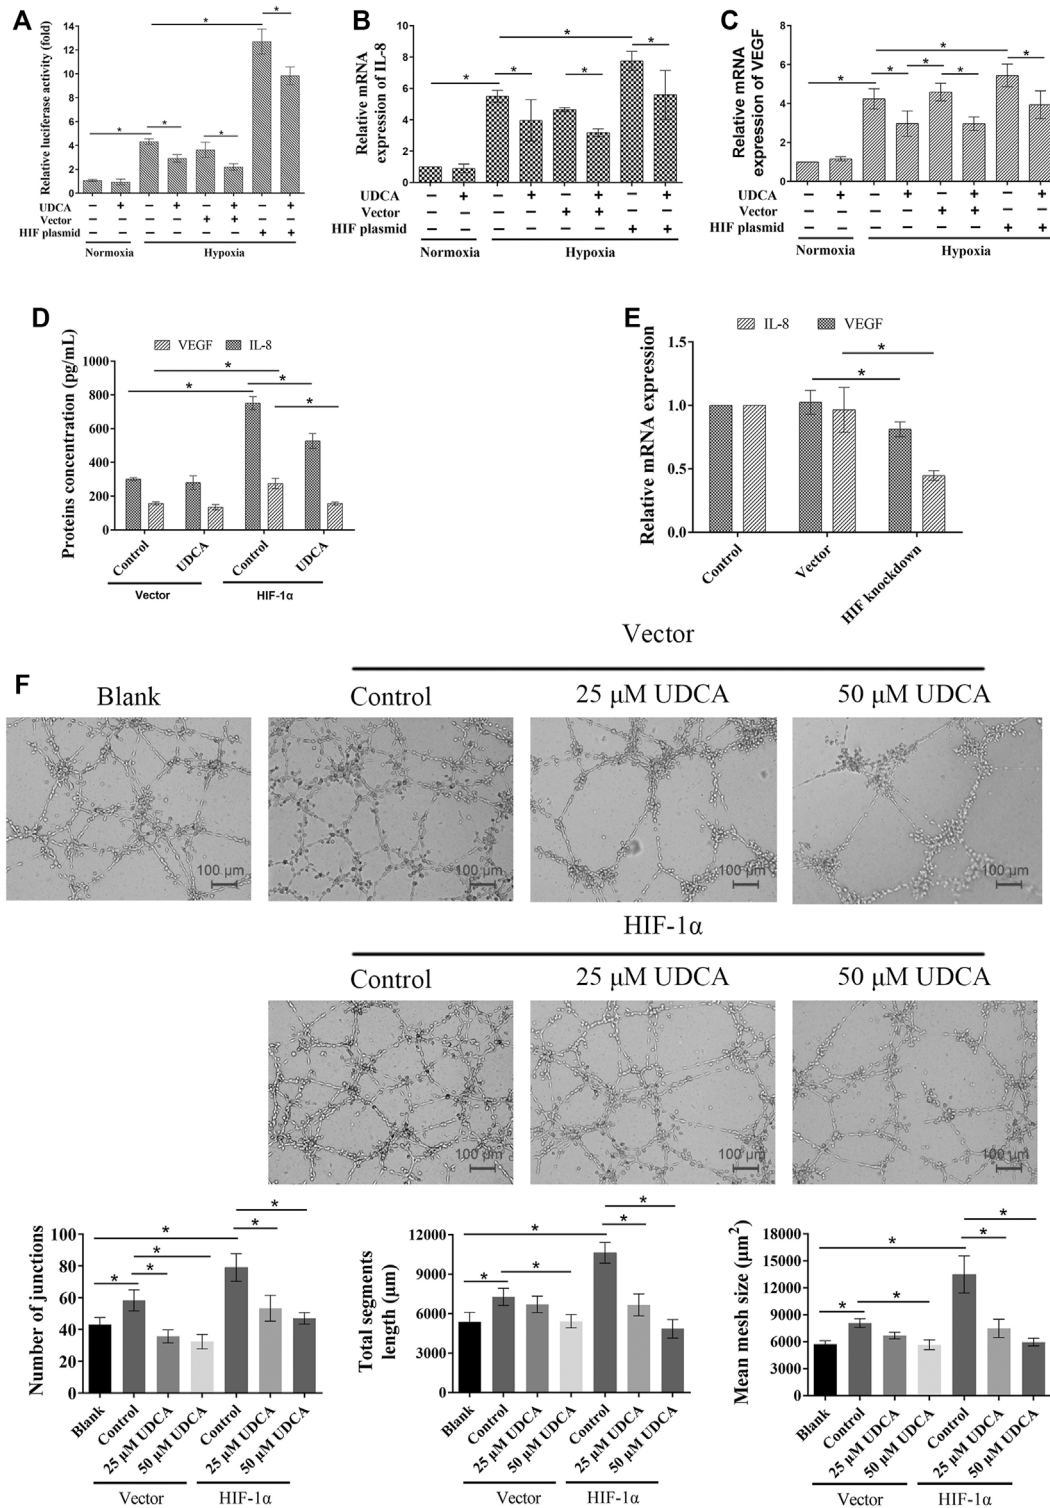 A
Relative luciferase activity (fold)
14
12
10
8
6
4
2
0
*
*
*
*
*
UDCA − + − + − + − +
Vector − − − − + + − −
HIF plasmid − − − − − − + +
Normoxia Hypoxia
B
Relative mRNA
expression of IL-8
10
8
6
4
2
0
*
*
*
*
*
UDCA − + − + − + − +
Vector − − − − + + − −
HIF plasmid − − − − − − + +
Normoxia Hypoxia
C
Relative mRNA
expression of VEGF
8
6
4
2
0
*
*
*
*
*
*
UDCA − + − + − + − +
Vector − − − − + + − −
HIF plasmid − − − − − − + +
Normoxia Hypoxia
D
VEGF IL-8
Proteins concentration (pg/mL)
1000
800
600
400
200
0
*
*
*
*
Control UDCA Control UDCA
Vector HIF-1α
E
IL-8 VEGF
Relative mRNA expression
1.5
1.0
0.5
0.0
*
*
Control Vector HIF knockdown
F
Vector
Blank Control 25 μM UDCA 50 μM UDCA
100 μm 100 μm 100 μm 100 μm
HIF-1α
Control 25 μM UDCA 50 μM UDCA
100 μm 100 μm 100 μm
Number of junctions
100
80
60
40
20
0
*
*
*
*
*
*
Blank Control 25 μM UDCA 50 μM UDCA Control 25 μM UDCA 50 μM UDCA
Vector HIF-1α
Total segments
length (μm)
12000
9000
6000
3000
0
*
*
*
*
*
Blank Control 25 μM UDCA 50 μM UDCA Control 25 μM UDCA 50 μM UDCA
Vector HIF-1α
Mean mesh size (μm²)
18000
15000
12000
9000
6000
3000
0
*
*
*
*
*
Blank Control 25 μM UDCA 50 μM UDCA Control 25 μM UDCA 50 μM UDCA
Vector HIF-1α